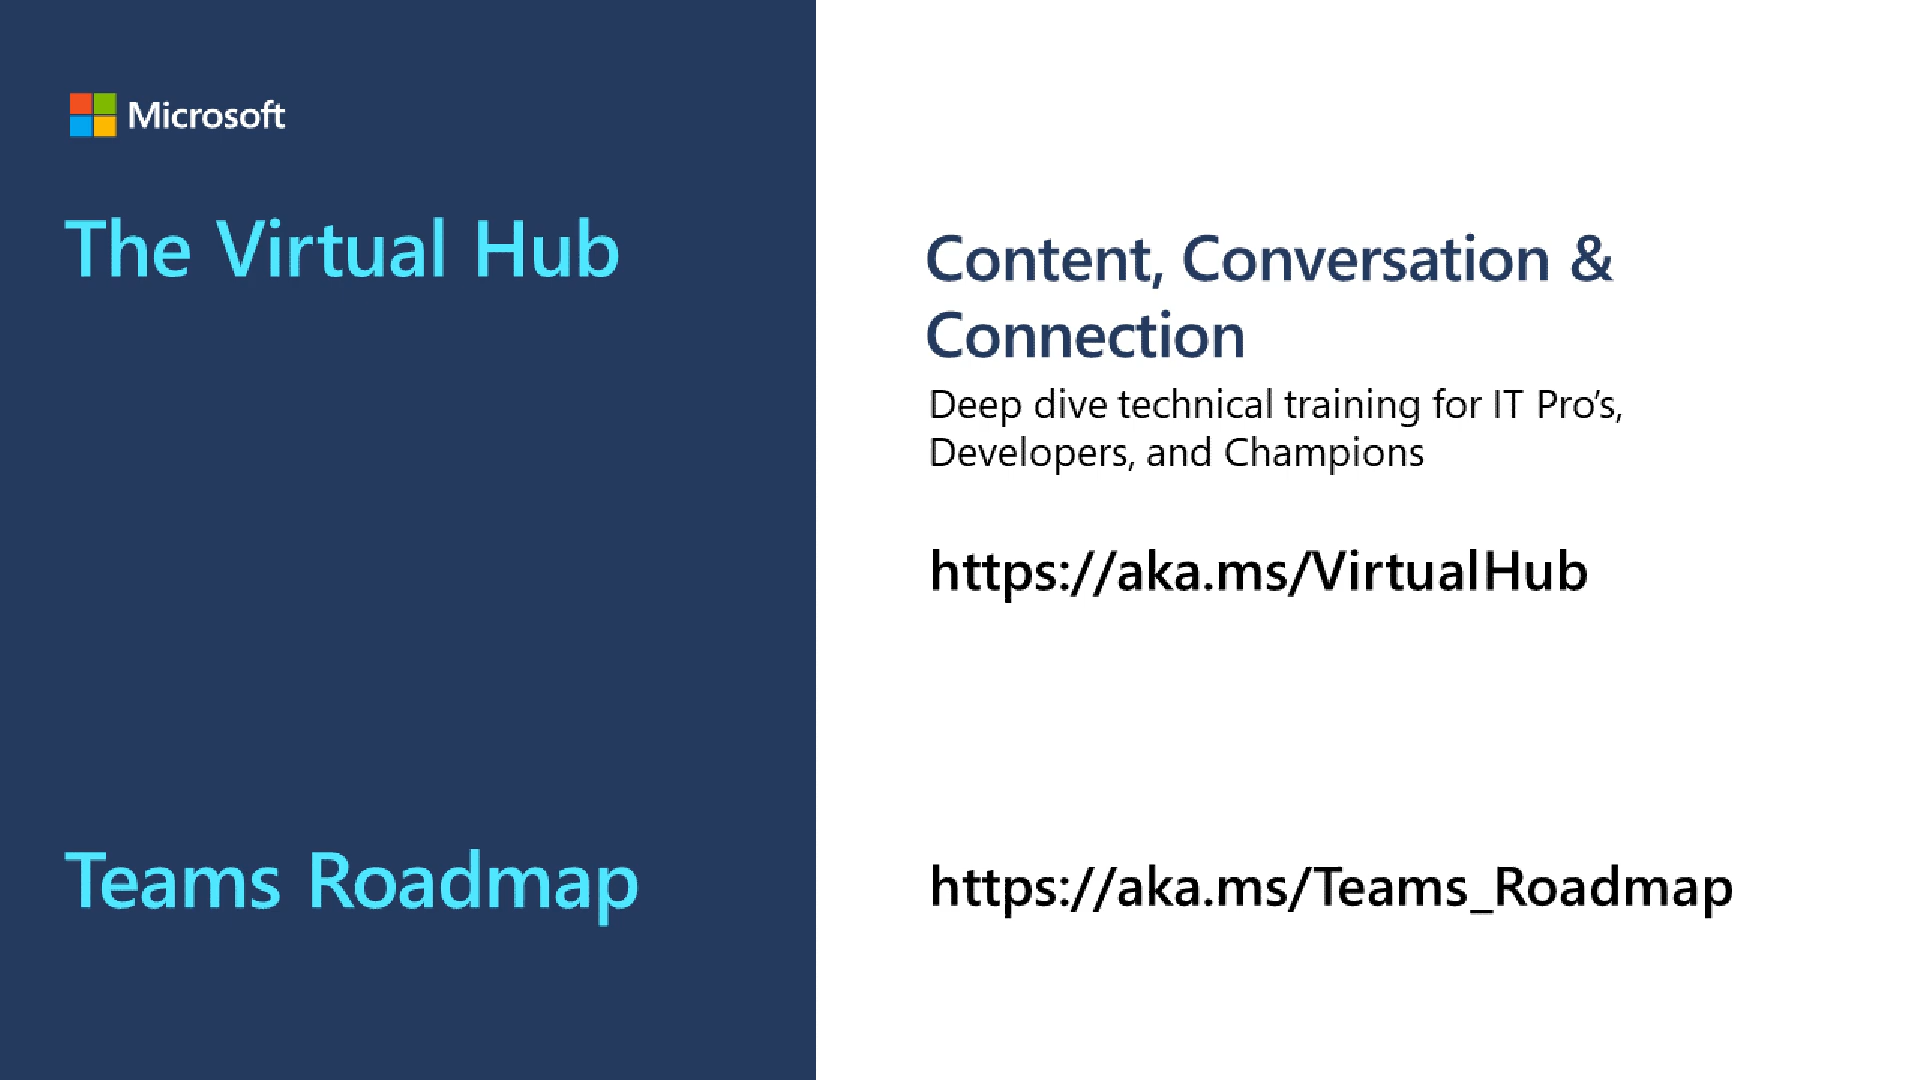 Microsoft
The Virtual Hub
Content, Conversation &
Connection
Deep dive technical training for IT Pro’s,
Developers, and Champions
https://aka.ms/VirtualHub
Teams Roadmap
https://aka.ms/Teams_Roadmap